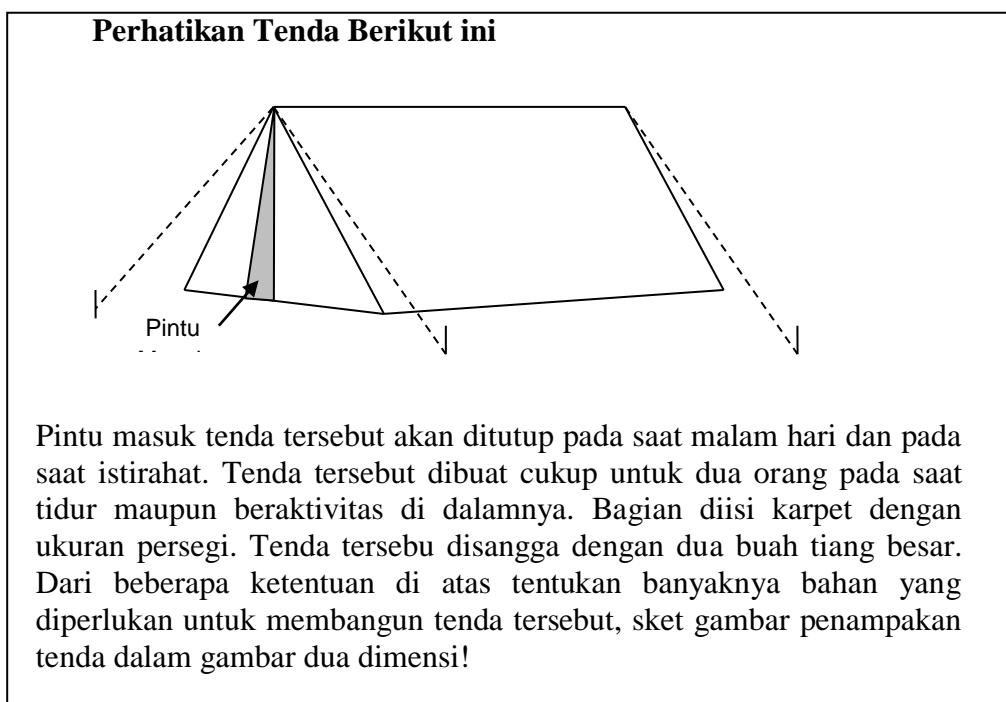 Perhatikan Tenda Berikut ini
Pintu
Pintu masuk tenda tersebut akan ditutup pada saat malam hari dan pada
saat istirahat. Tenda tersebut dibuat cukup untuk dua orang pada saat
tidur maupun beraktivitas di dalamnya. Bagian diisi karpet dengan
ukuran persegi. Tenda tersebu disangga dengan dua buah tiang besar.
Dari beberapa ketentuan di atas tentukan banyaknya bahan yang
diperlukan untuk membangun tenda tersebut, sket gambar penampakan
tenda dalam gambar dua dimensi!